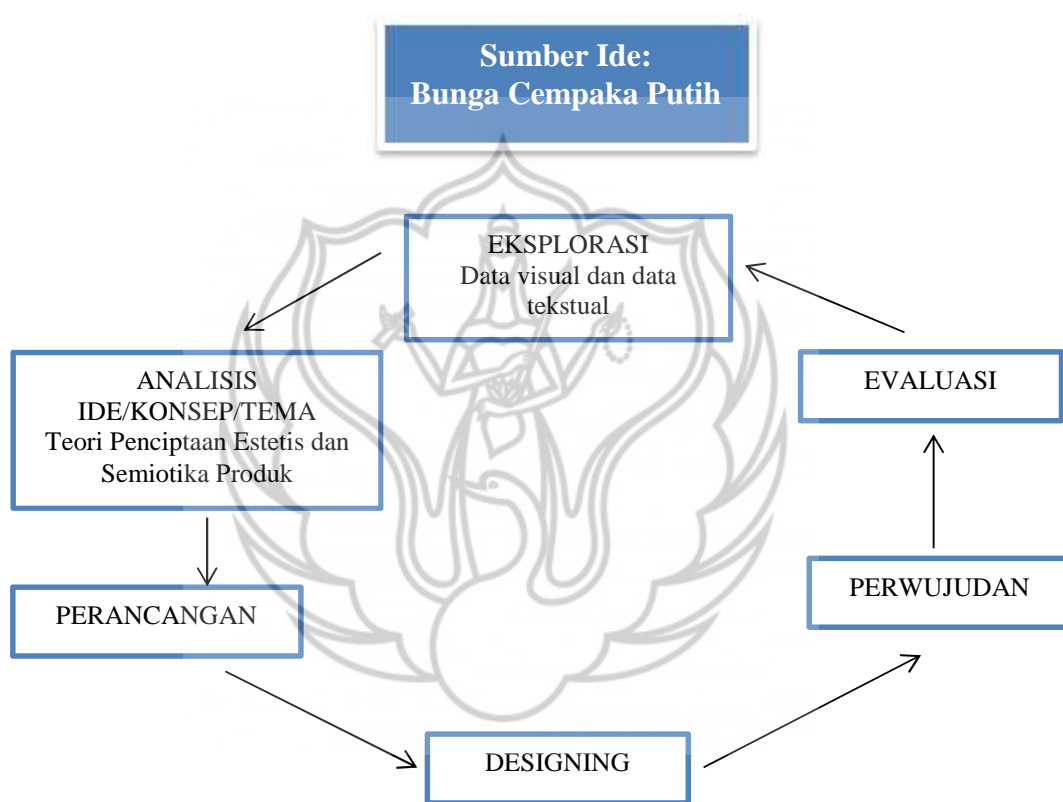 Sumber Ide:
Bunga Cempaka Putih
EKSPLORASI
Data visual dan data
tekstual
ANALISIS
IDE/KONSEP/TEMA
Teori Penciptaan Estetis dan
Semiotika Produk
EVALUASI
PERANCANGAN
PERWUJUDAN
DESIGNING